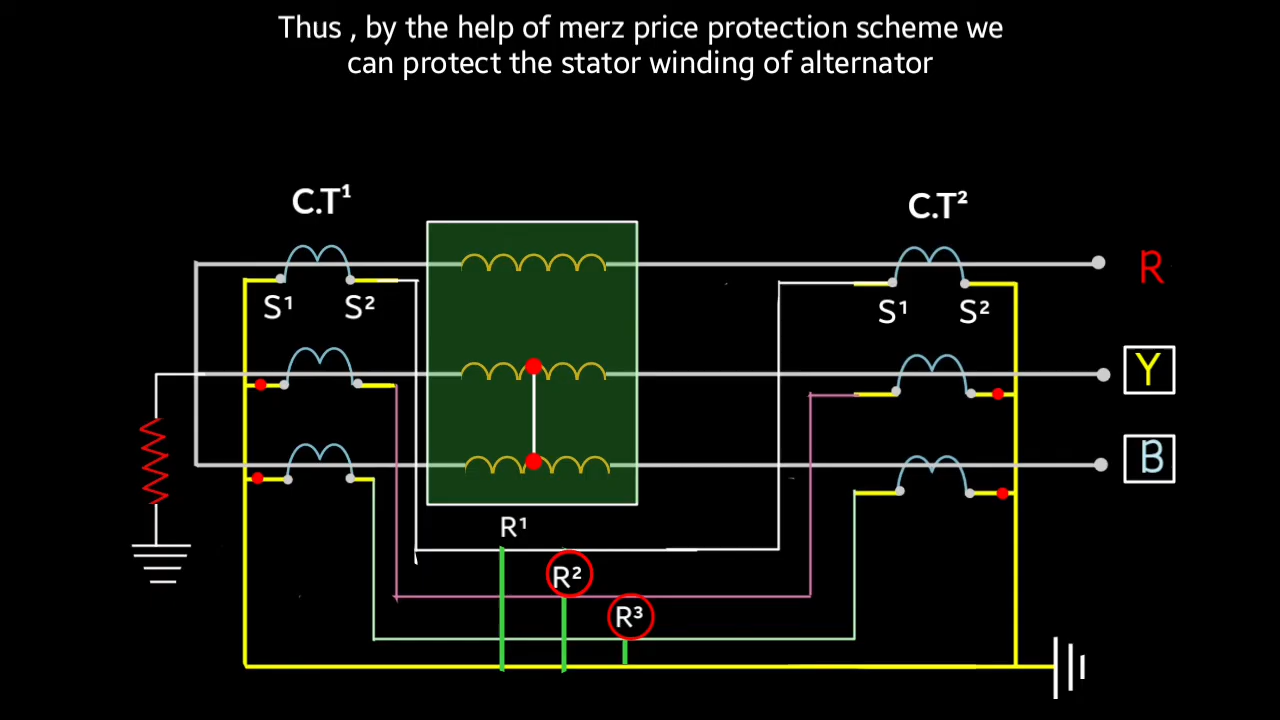 Thus , by the help of merz price protection scheme we
can protect the stator winding of alternator
C.T¹
C.T²
R
S¹
S²
S¹
S²
Y
B
R¹
R²
R³